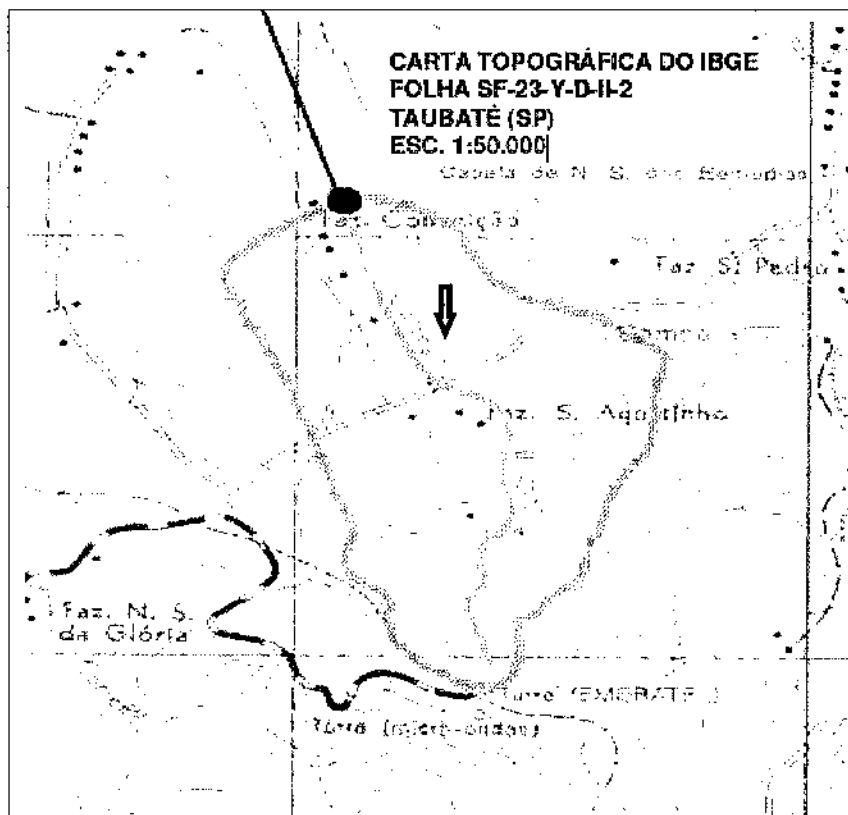 CARTA TOPOGRÁFICA DO IBGE
FOLHA SF-23-Y-D-II-2
TAUBATÉ (SP)
ESC. 1:50.000
Capela de N. S. dos Remédios
Faz. Conceição
Faz. S. Pedro
Faz. S. Agostinho
Faz. N. S.
da Glória
Torre (EMBRATEL)
Torre (micro-ondas)